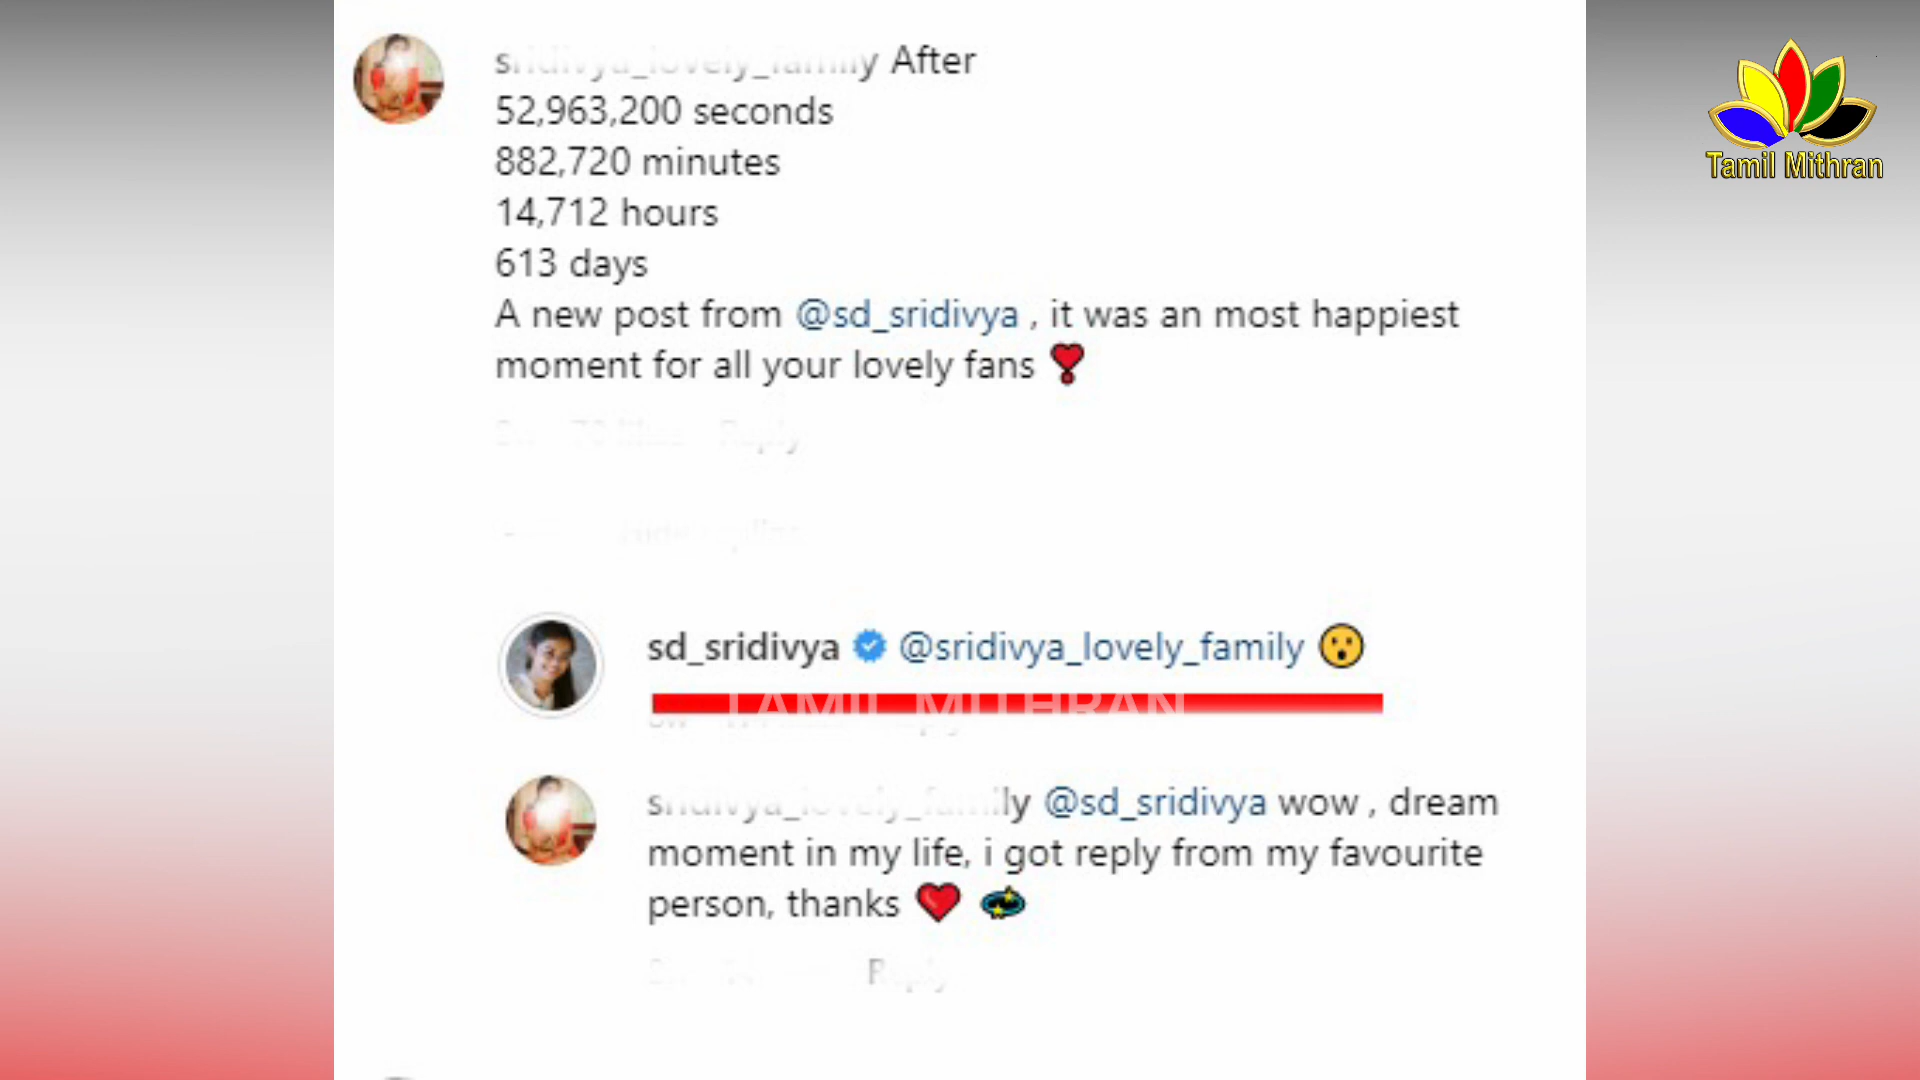 sridivya_lovely_family After
52,963,200 seconds
882,720 minutes
14,712 hours
613 days
A new post from @sd_sridivya , it was an most happiest
moment for all your lovely fans ❣️
Reply
sd_sridivya @sridivya_lovely_family 😮
TAMIL MITHRAN
sridivya_lovely_family @sd_sridivya wow , dream
moment in my life, i got reply from my favourite
person, thanks ❤️ 💫
Reply
Tamil Mithran